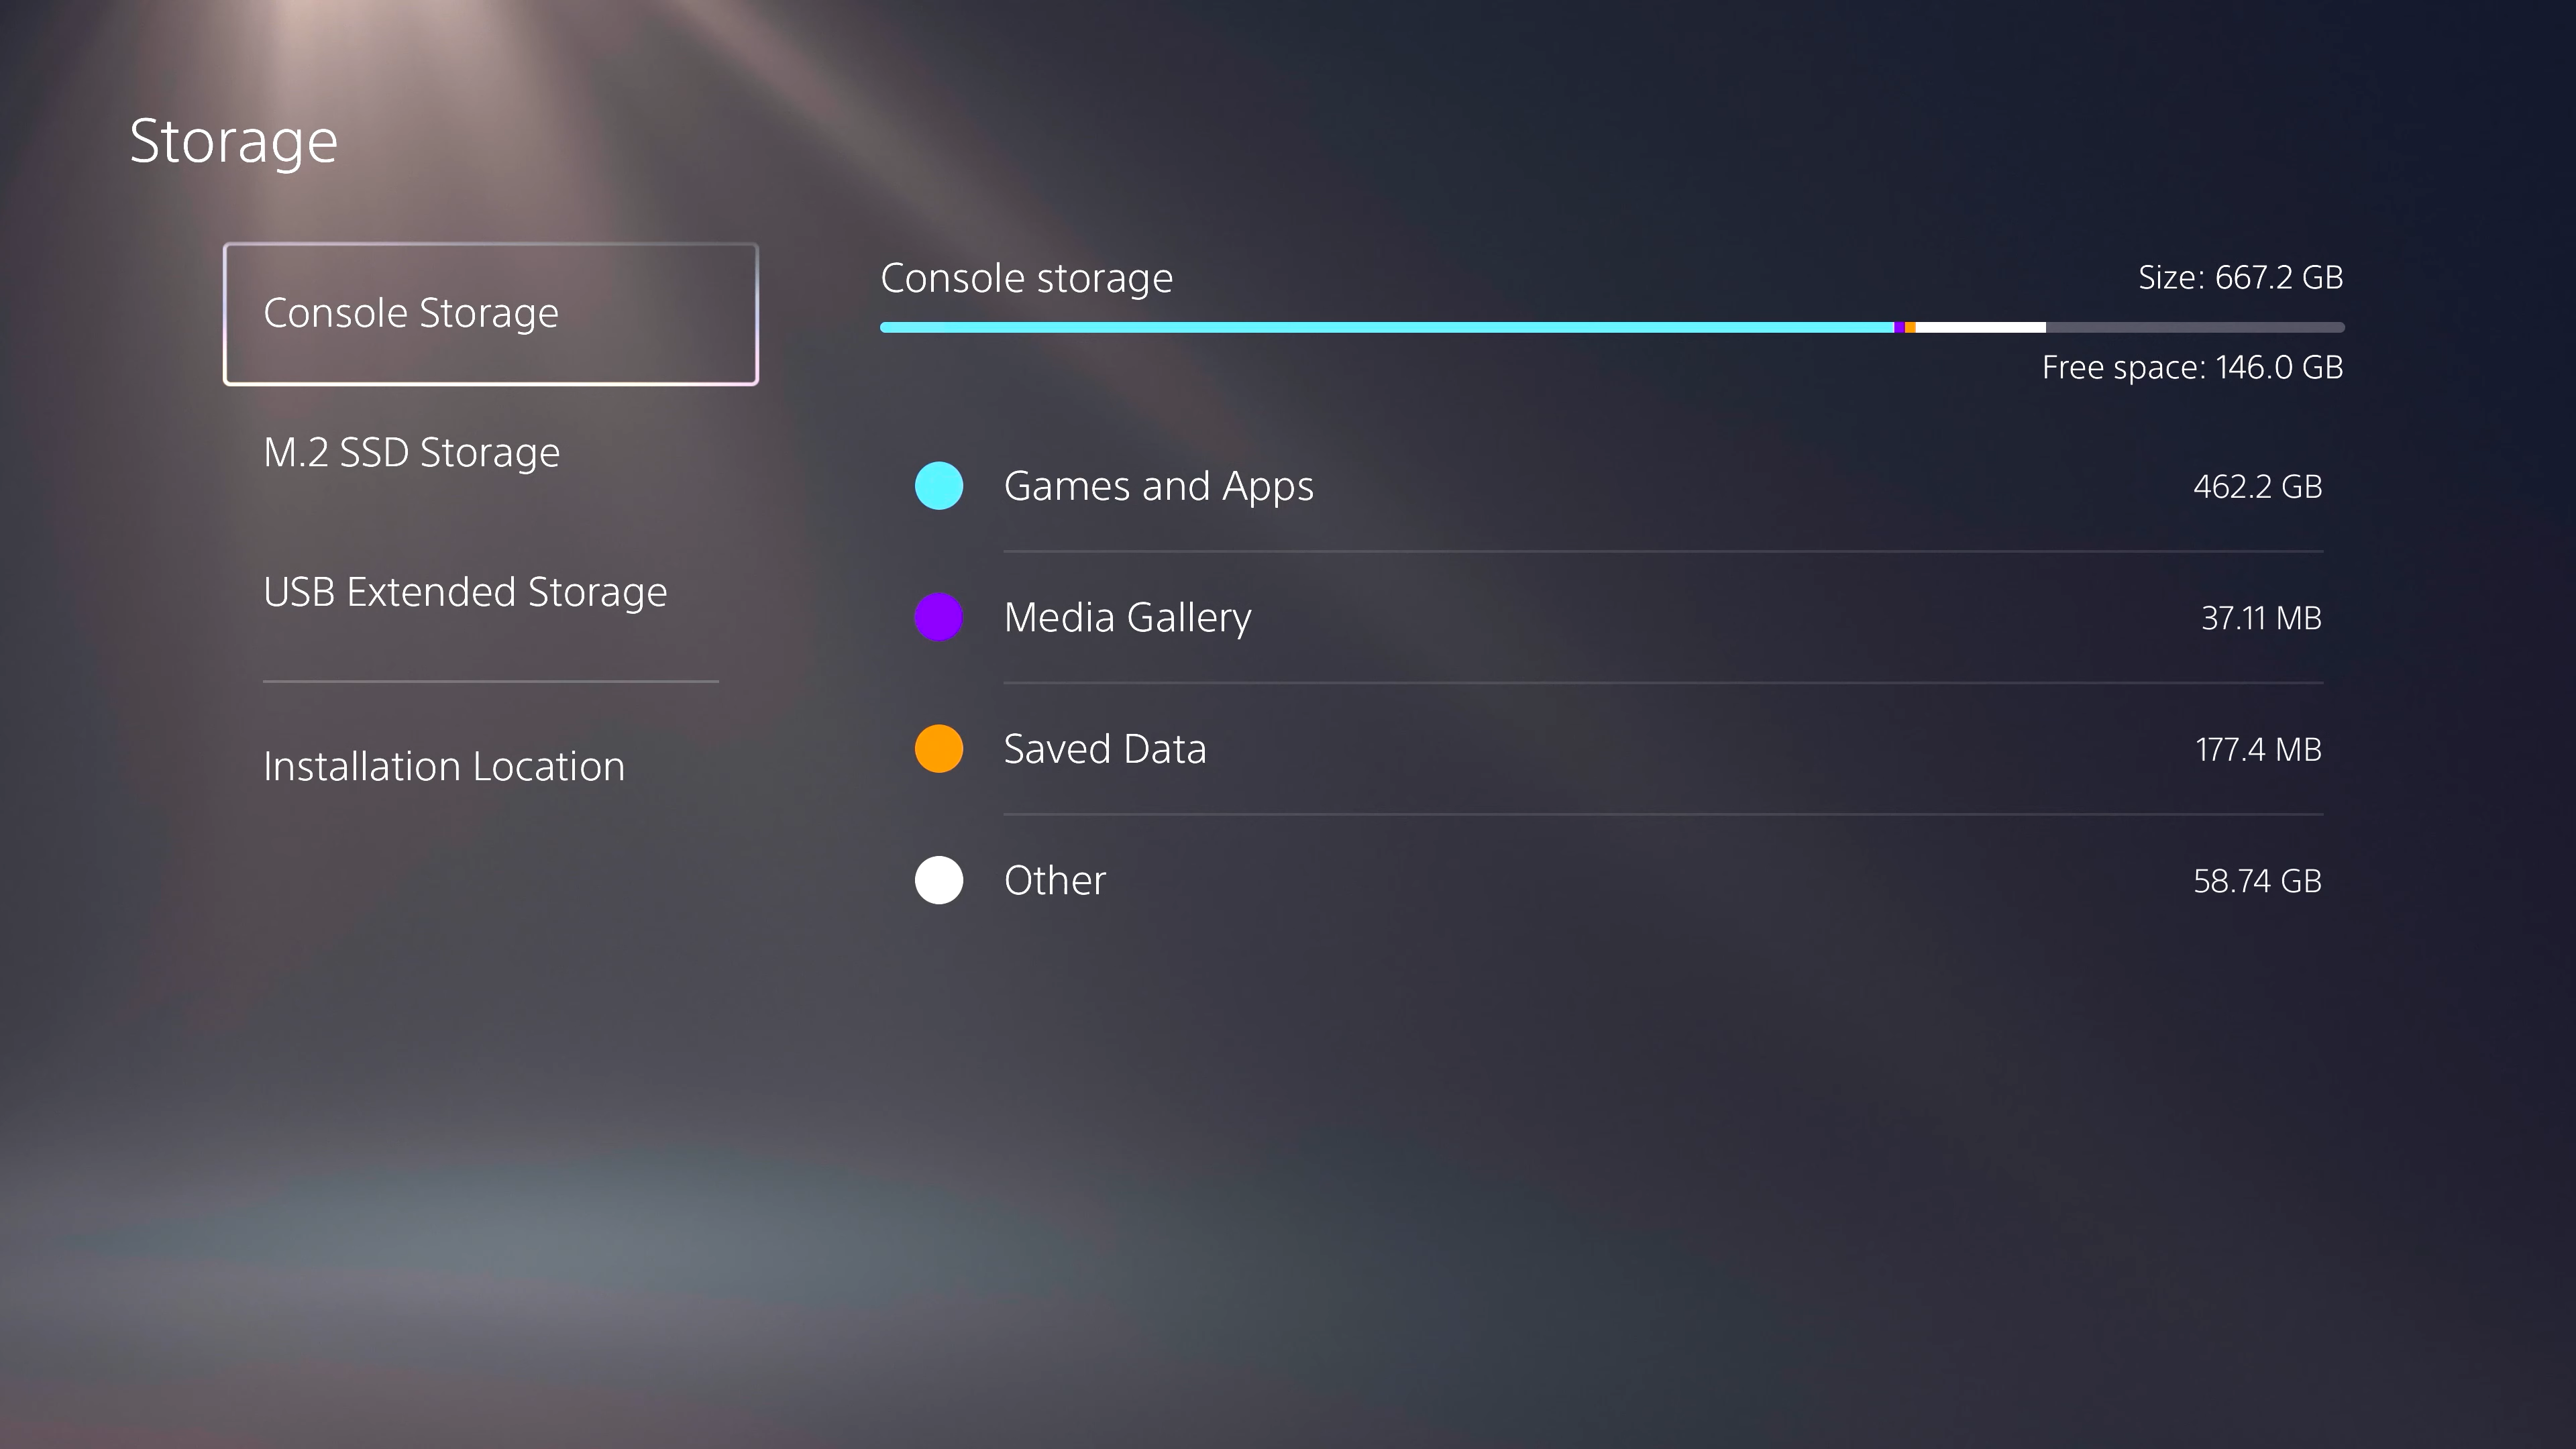 Storage
Console Storage
M.2 SSD Storage
USB Extended Storage
Installation Location
Console storage
Size: 667.2 GB
Free space: 146.0 GB
Games and Apps
462.2 GB
Media Gallery
37.11 MB
Saved Data
177.4 MB
Other
58.74 GB